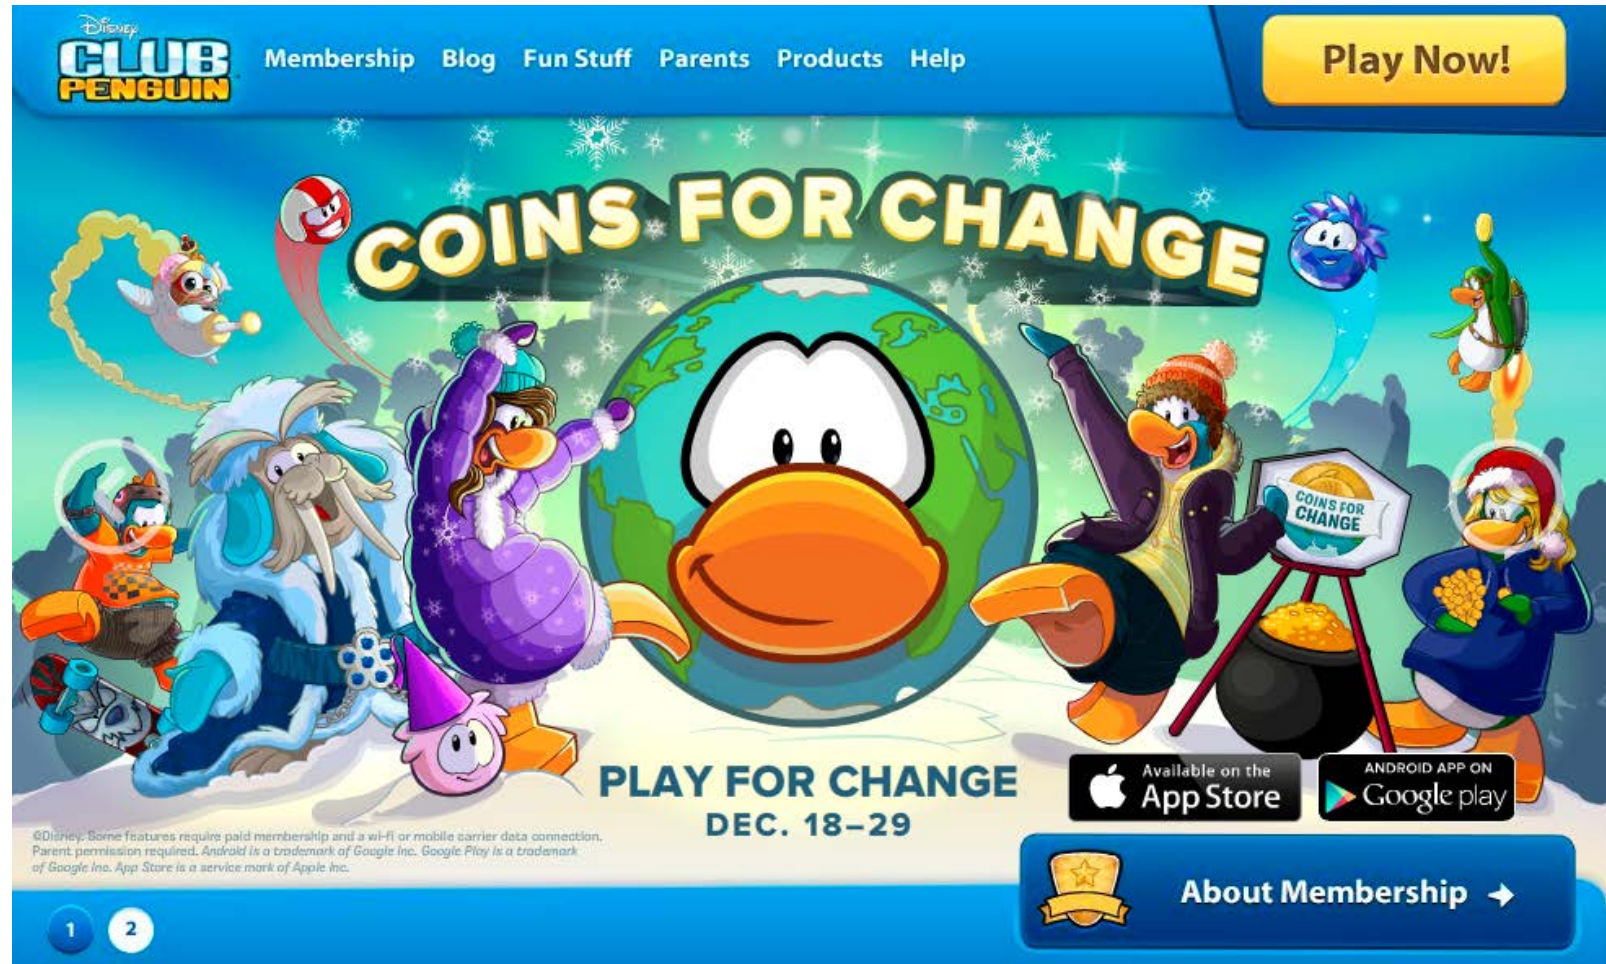 Disney
CLUB
PENGUIN
Membership Blog Fun Stuff Parents Products Help
Play Now!
COINS FOR CHANGE
COINS FOR
CHANGE
PLAY FOR CHANGE
DEC. 18–29
Available on the
App Store
ANDROID APP ON
Google play
©Disney. Some features require paid membership and a wi-fi or mobile carrier data connection.
Parent permission required. Android is a trademark of Google Inc. Google Play is a trademark
of Google Inc. App Store is a service mark of Apple Inc.
About Membership →
1 2